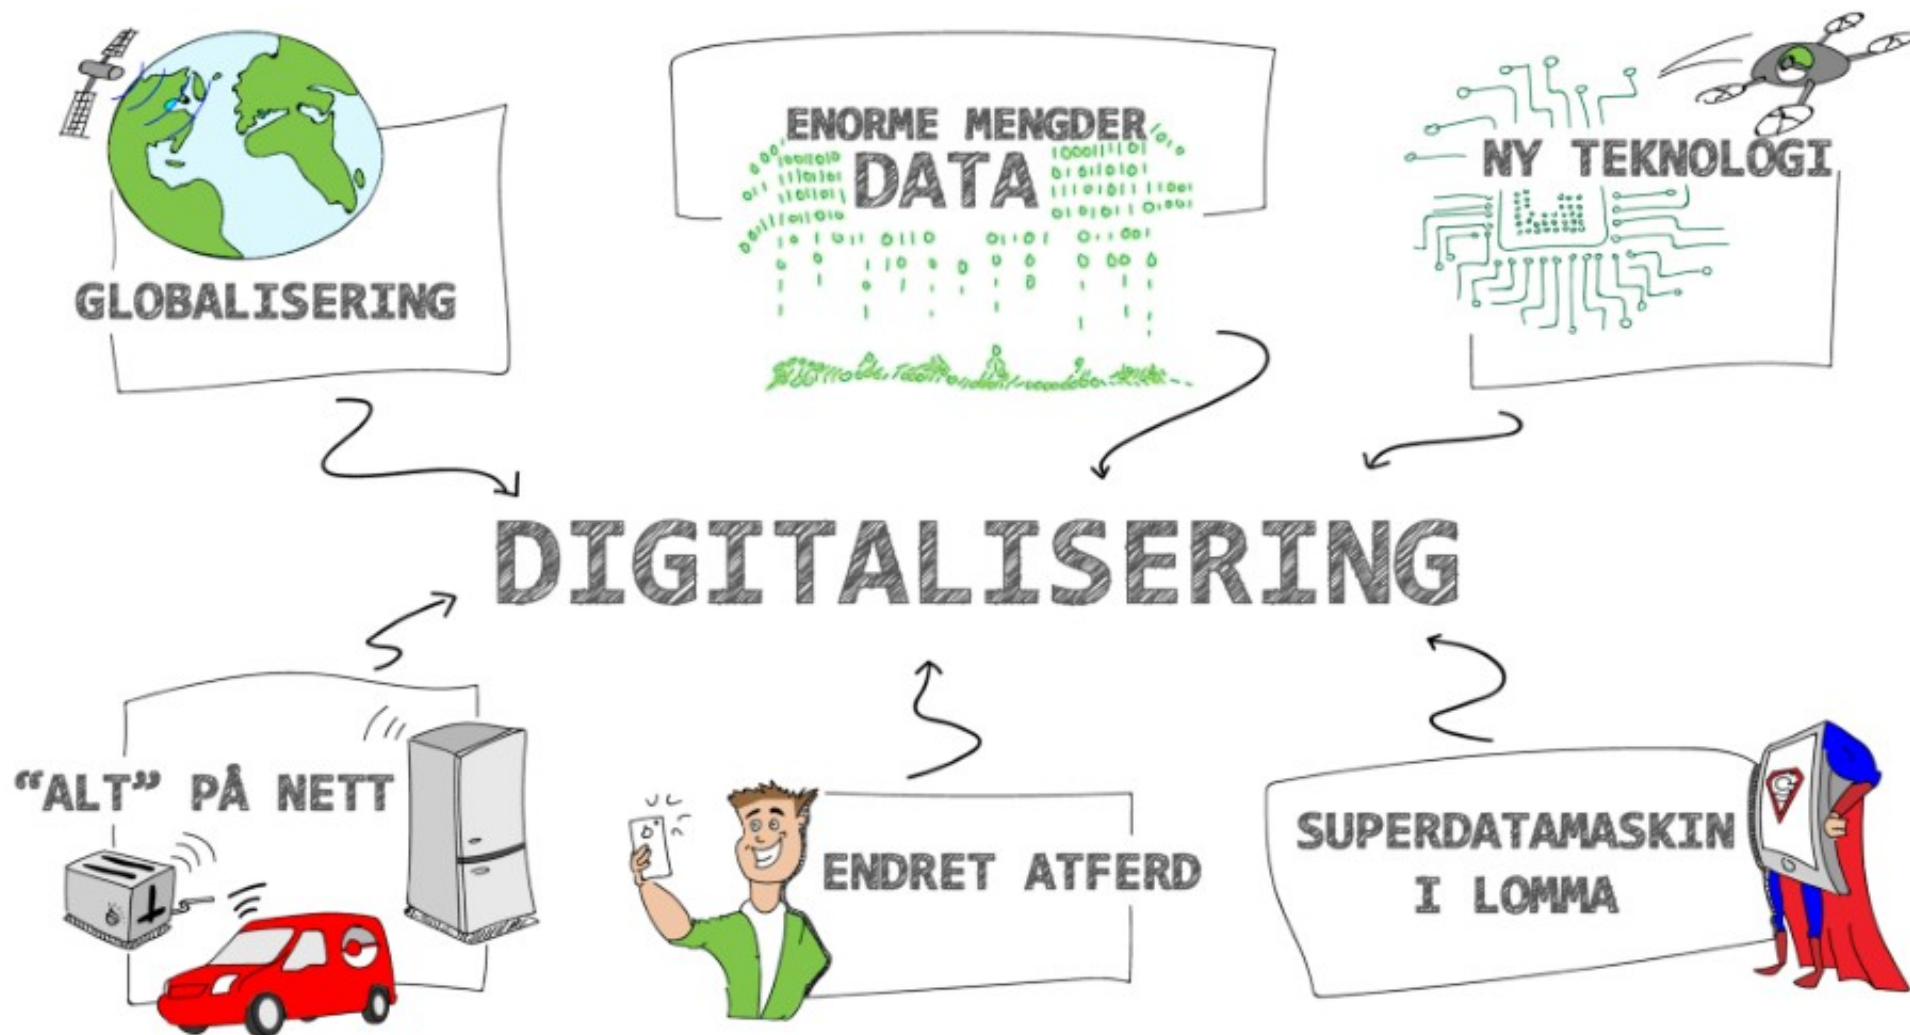 GLOBALISERING
ENORME MENGDER
DATA
NY TEKNOLOGI
DIGITALISERING
“ALT” PÅ NETT
ENDRET ATFERD
SUPERDATAMASKIN
I LOMMA